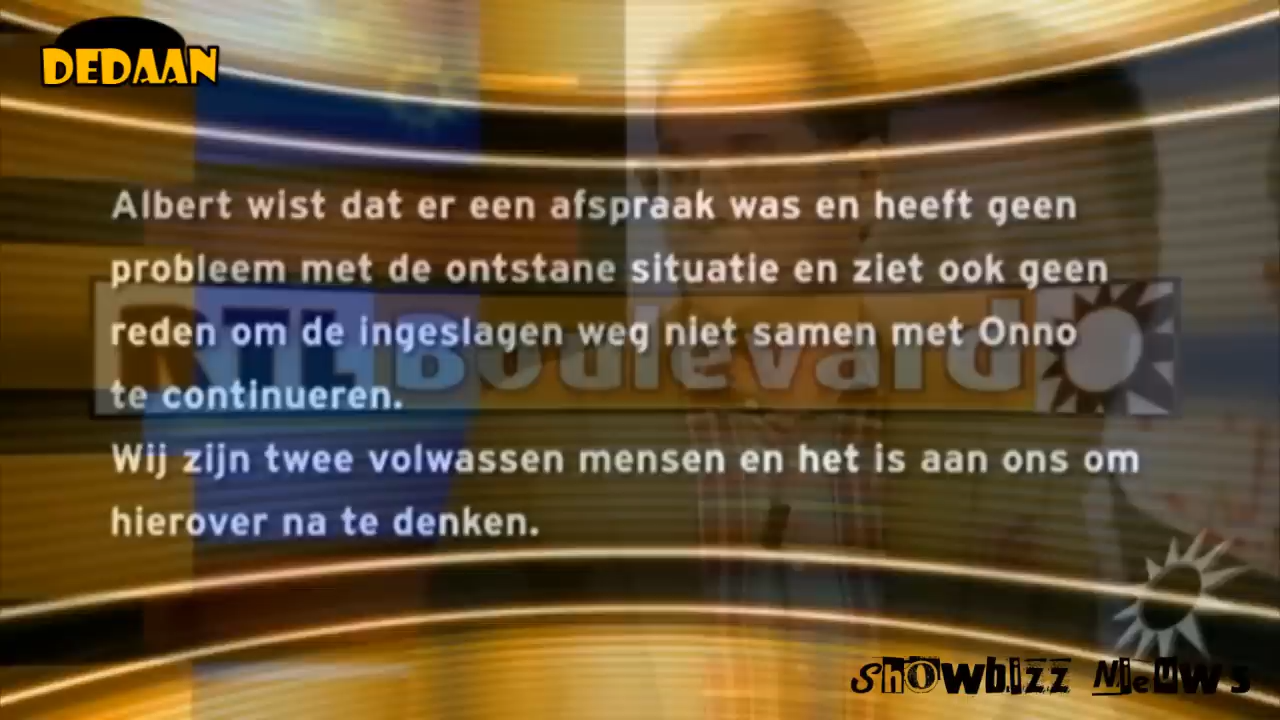 DEDAAN
Albert wist dat er een afspraak was en heeft geen
probleem met de ontstane situatie en ziet ook geen
reden om de ingeslagen weg niet samen met Onno
RTL Boulevard
te continueren.
Wij zijn twee volwassen mensen en het is aan ons om
hierover na te denken.
Showbizz Nieuws